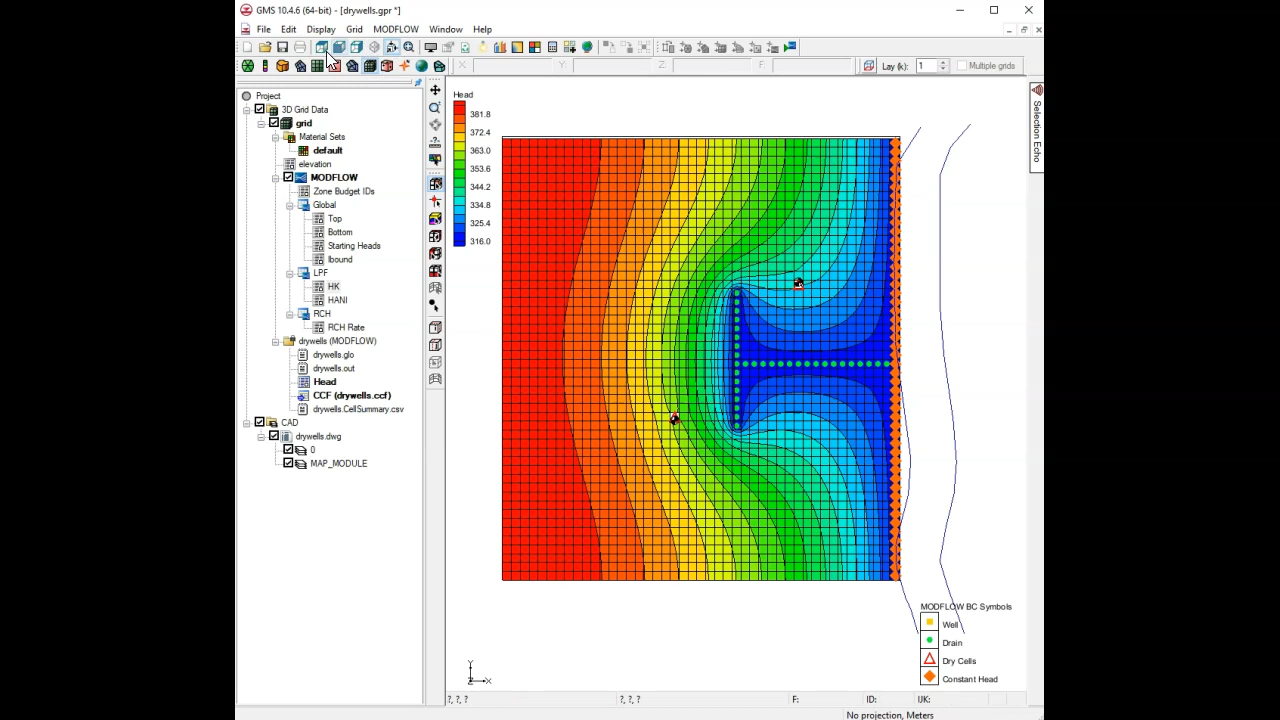 GMS 10.4.6 (64-bit) - [drywells.gpr *]
File Edit Display Grid MODFLOW Window Help
X: Y: Z: F: Lay (k): 1 Multiple grids
Project
3D Grid Data
grid
Material Sets
default
elevation
MODFLOW
Zone Budget IDs
Global
Top
Bottom
Starting Heads
Ibound
LPF
HK
HANI
RCH
RCH Rate
drywells (MODFLOW)
drywells.glo
drywells.out
Head
CCF (drywells.ccf)
drywells.CellSummary.csv
CAD
drywells.dwg
0
MAP_MODULE
Head
381.8
372.4
363.0
353.6
344.2
334.8
325.4
316.0
Selection Echo
MODFLOW BC Symbols
Well
Drain
Dry Cells
Constant Head
Y
Z X
?, ?, ? ?, ?, ? F: ID: IJK:
No projection, Meters